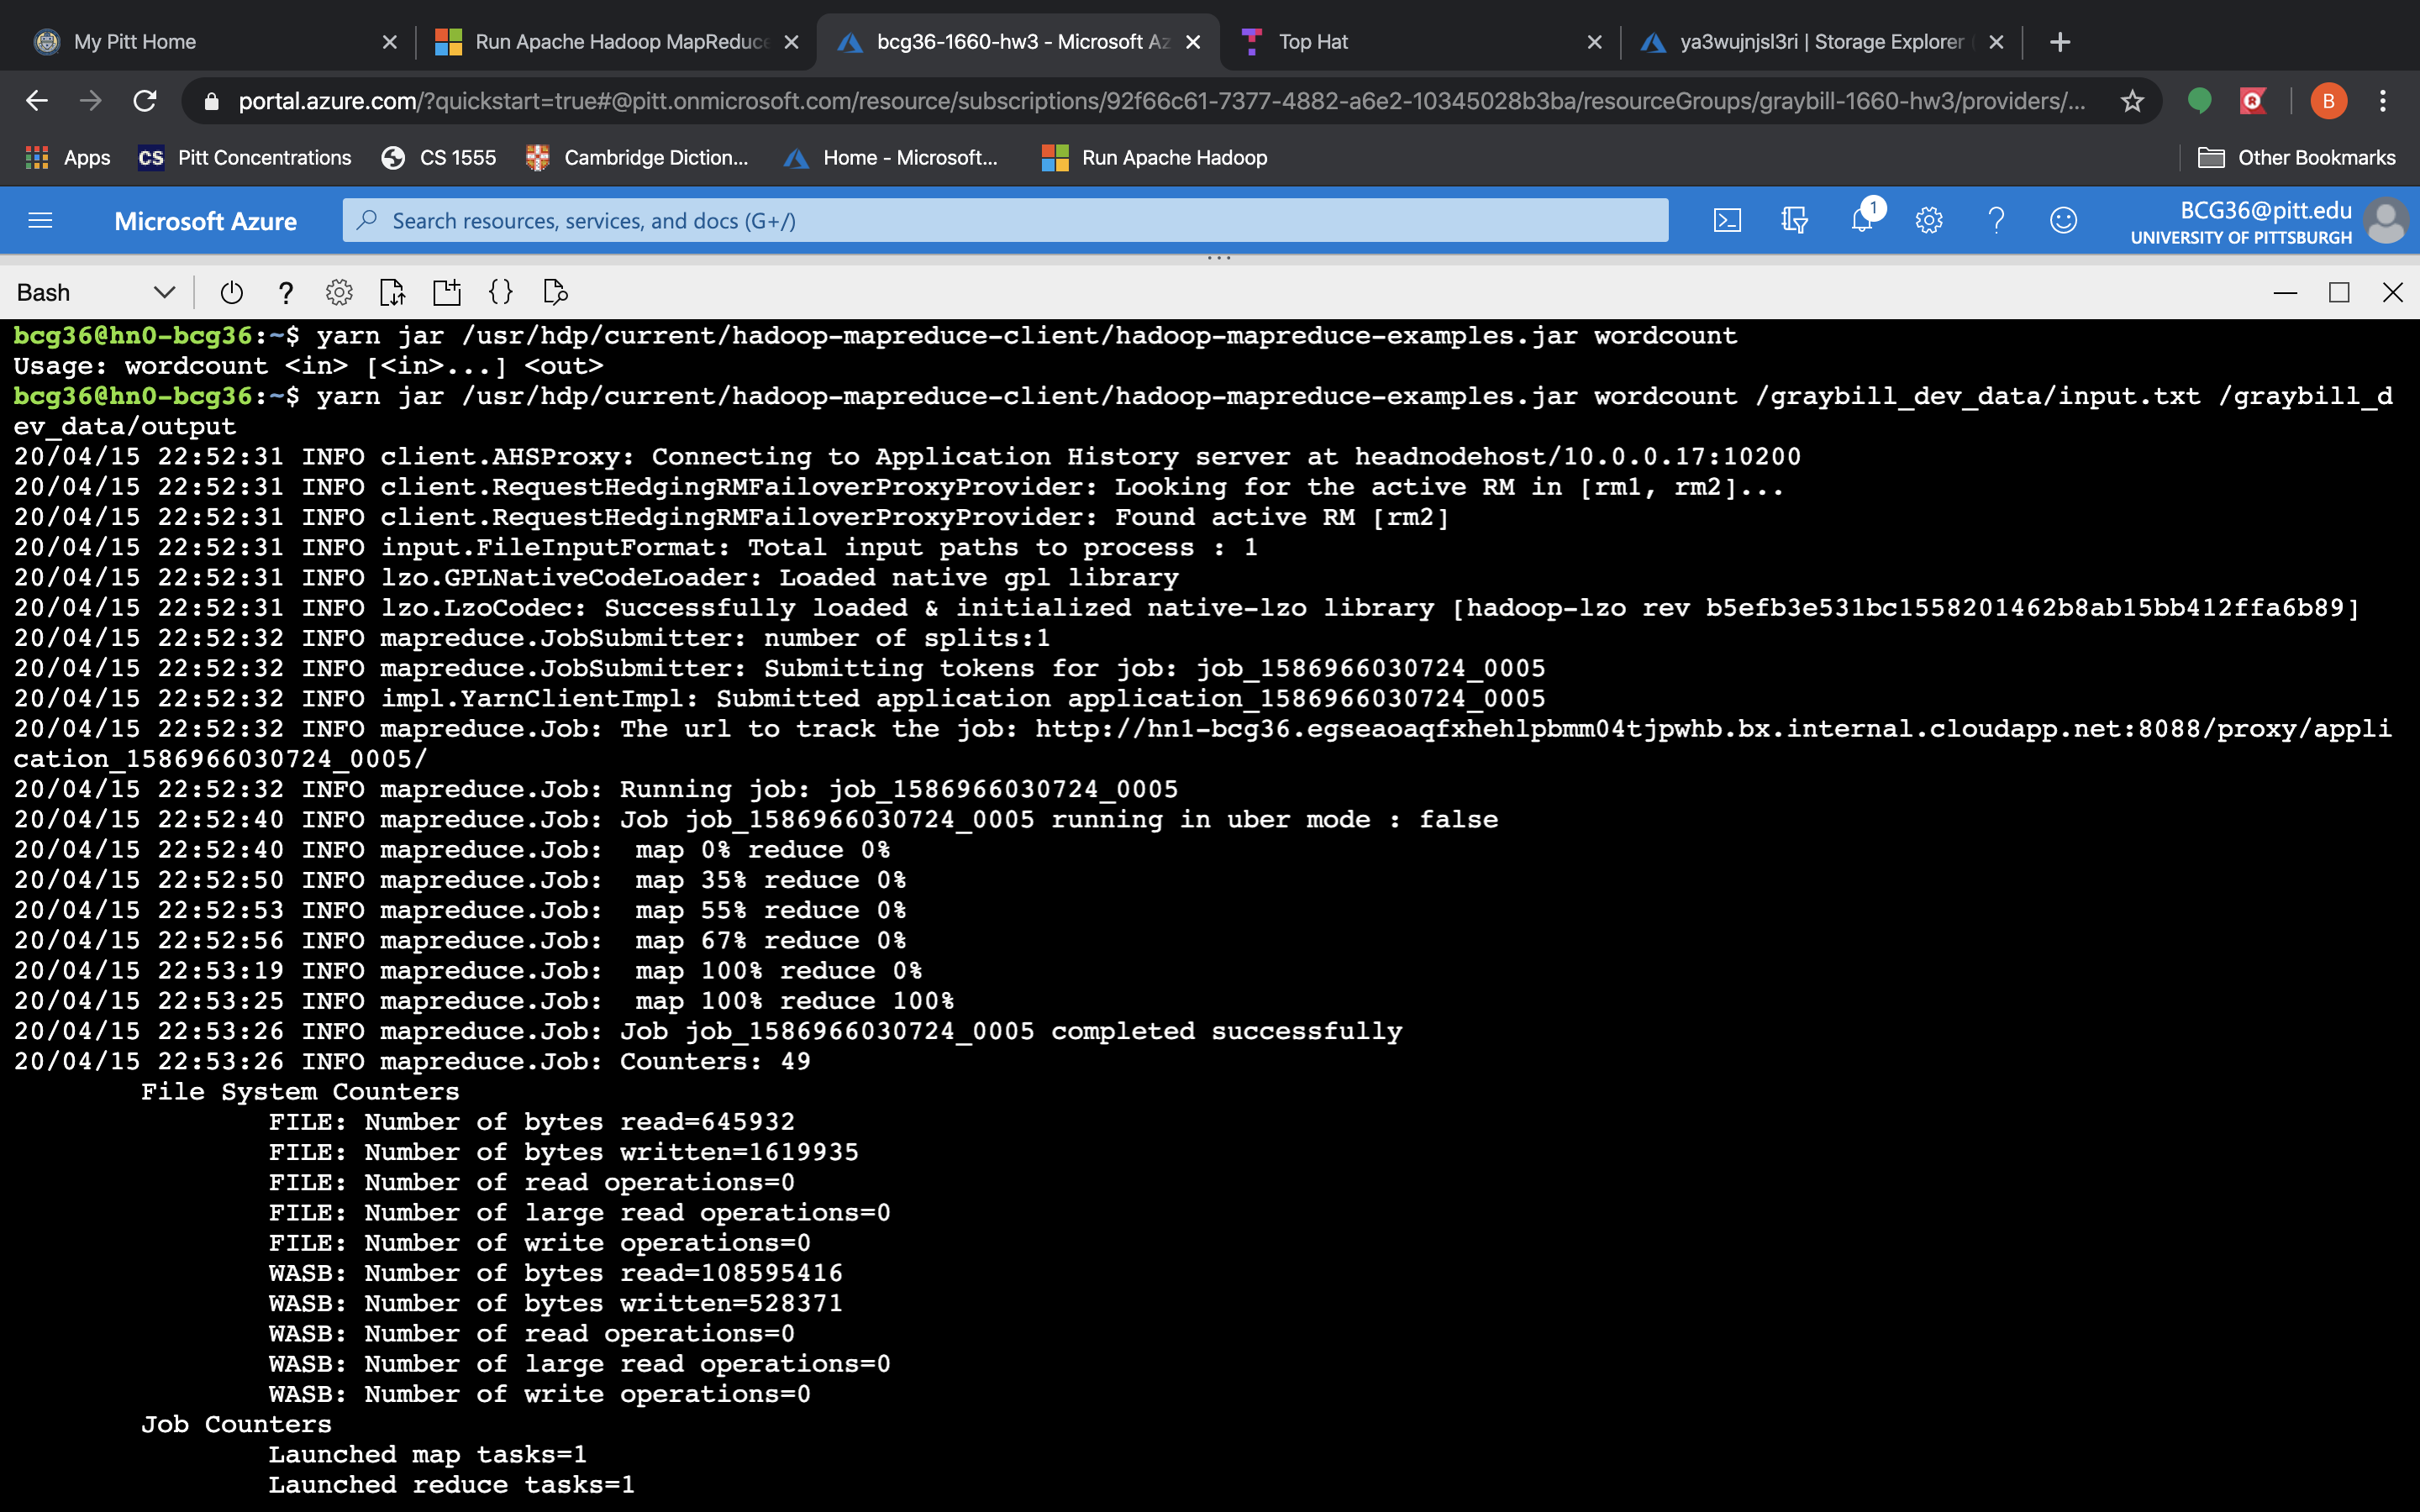 My Pitt Home
Run Apache Hadoop MapReduce
bcg36-1660-hw3 - Microsoft Az
Top Hat
ya3wujnjsl3ri | Storage Explorer
portal.azure.com/?quickstart=true#@pitt.onmicrosoft.com/resource/subscriptions/92f66c61-7377-4882-a6e2-10345028b3ba/resourceGroups/graybill-1660-hw3/providers/...
B
Apps
CS Pitt Concentrations
CS 1555
Cambridge Diction...
Home - Microsoft...
Run Apache Hadoop
Other Bookmarks
Microsoft Azure
Search resources, services, and docs (G+/)
1
BCG36@pitt.edu
UNIVERSITY OF PITTSBURGH
Bash
bcg36@hn0-bcg36:~$ yarn jar /usr/hdp/current/hadoop-mapreduce-client/hadoop-mapreduce-examples.jar wordcount
Usage: wordcount <in> [<in>...] <out>
bcg36@hn0-bcg36:~$ yarn jar /usr/hdp/current/hadoop-mapreduce-client/hadoop-mapreduce-examples.jar wordcount /graybill_dev_data/input.txt /graybill_d
ev_data/output
20/04/15 22:52:31 INFO client.AHSProxy: Connecting to Application History server at headnodehost/10.0.0.17:10200
20/04/15 22:52:31 INFO client.RequestHedgingRMFailoverProxyProvider: Looking for the active RM in [rm1, rm2]...
20/04/15 22:52:31 INFO client.RequestHedgingRMFailoverProxyProvider: Found active RM [rm2]
20/04/15 22:52:31 INFO input.FileInputFormat: Total input paths to process : 1
20/04/15 22:52:31 INFO lzo.GPLNativeCodeLoader: Loaded native gpl library
20/04/15 22:52:31 INFO lzo.LzoCodec: Successfully loaded & initialized native-lzo library [hadoop-lzo rev b5efb3e531bc1558201462b8ab15bb412ffa6b89]
20/04/15 22:52:32 INFO mapreduce.JobSubmitter: number of splits:1
20/04/15 22:52:32 INFO mapreduce.JobSubmitter: Submitting tokens for job: job_1586966030724_0005
20/04/15 22:52:32 INFO impl.YarnClientImpl: Submitted application application_1586966030724_0005
20/04/15 22:52:32 INFO mapreduce.Job: The url to track the job: http://hn1-bcg36.egseaoaqfxhehlpbmm04tjpwhb.bx.internal.cloudapp.net:8088/proxy/appli
cation_1586966030724_0005/
20/04/15 22:52:32 INFO mapreduce.Job: Running job: job_1586966030724_0005
20/04/15 22:52:40 INFO mapreduce.Job: Job job_1586966030724_0005 running in uber mode : false
20/04/15 22:52:40 INFO mapreduce.Job:  map 0% reduce 0%
20/04/15 22:52:50 INFO mapreduce.Job:  map 35% reduce 0%
20/04/15 22:52:53 INFO mapreduce.Job:  map 55% reduce 0%
20/04/15 22:52:56 INFO mapreduce.Job:  map 67% reduce 0%
20/04/15 22:53:19 INFO mapreduce.Job:  map 100% reduce 0%
20/04/15 22:53:25 INFO mapreduce.Job:  map 100% reduce 100%
20/04/15 22:53:26 INFO mapreduce.Job: Job job_1586966030724_0005 completed successfully
20/04/15 22:53:26 INFO mapreduce.Job: Counters: 49
File System Counters
FILE: Number of bytes read=645932
FILE: Number of bytes written=1619935
FILE: Number of read operations=0
FILE: Number of large read operations=0
FILE: Number of write operations=0
WASB: Number of bytes read=108595416
WASB: Number of bytes written=528371
WASB: Number of read operations=0
WASB: Number of large read operations=0
WASB: Number of write operations=0
Job Counters
Launched map tasks=1
Launched reduce tasks=1